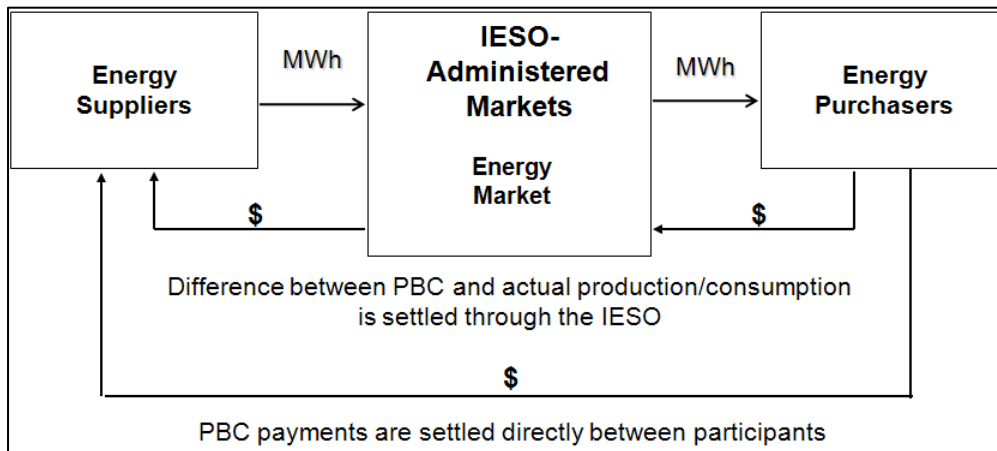 Energy
Suppliers
MWh
IESO-
Administered
Markets
Energy
Market
MWh
Energy
Purchasers
$
$
Difference between PBC and actual production/consumption
is settled through the IESO
$
PBC payments are settled directly between participants